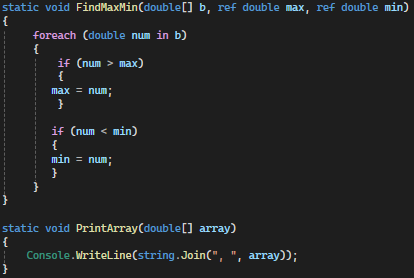 static void FindMaxMin(double[] b, ref double max, ref double min)
{
foreach (double num in b)
{
if (num > max)
{
max = num;
}
if (num < min)
{
min = num;
}
}
}
static void PrintArray(double[] array)
{
Console.WriteLine(string.Join(", ", array));
}